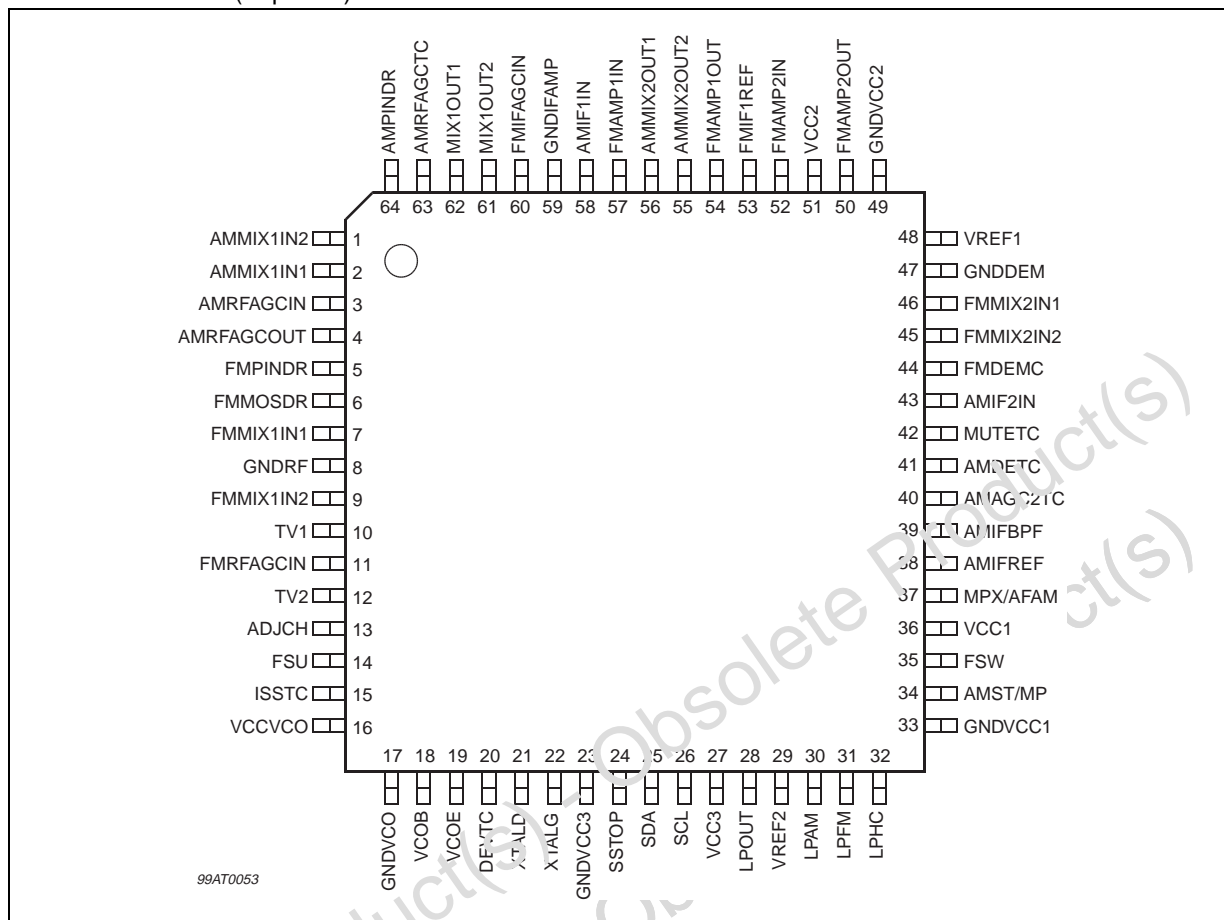 AMPINDR
AMRFAGCTC
MIX1OUT1
MIX1OUT2
FMIFAGCIN
GNDIFAMP
AMIF1IN
FMAMP1IN
AMMIX2OUT1
AMMIX2OUT2
FMAMP1OUT
FMIF1REF
FMAMP2IN
VCC2
FMAMP2OUT
GNDVCC2
64 63 62 61 60 59 58 57 56 55 54 53 52 51 50 49
AMMIX1IN2 1
AMMIX1IN1 2
AMRFAGCIN 3
AMRFAGCOUT 4
FMPINDR 5
FMMOSDR 6
FMMIX1IN1 7
GNDRF 8
FMMIX1IN2 9
TV1 10
FMRFAGCIN 11
TV2 12
ADJCH 13
FSU 14
ISSTC 15
VCCVCO 16
48 VREF1
47 GNDDEM
46 FMMIX2IN1
45 FMMIX2IN2
44 FMDEMC
43 AMIF2IN
42 MUTETC
41 AMDETC
40 AMAGC2TC
39 AMIFBPF
38 AMIFREF
37 MPX/AFAM
36 VCC1
35 FSW
34 AMST/MP
33 GNDVCC1
17 18 19 20 21 22 23 24 25 26 27 28 29 30 31 32
GNDVCO
VCOB
VCOE
DEVTC
XTALD
XTALG
GNDVCC3
SSTOP
SDA
SCL
VCC3
LPOUT
VREF2
LPAM
LPFM
LPHC
99AT0053
uct(s) - Obsolete Product(s)
ct(s)